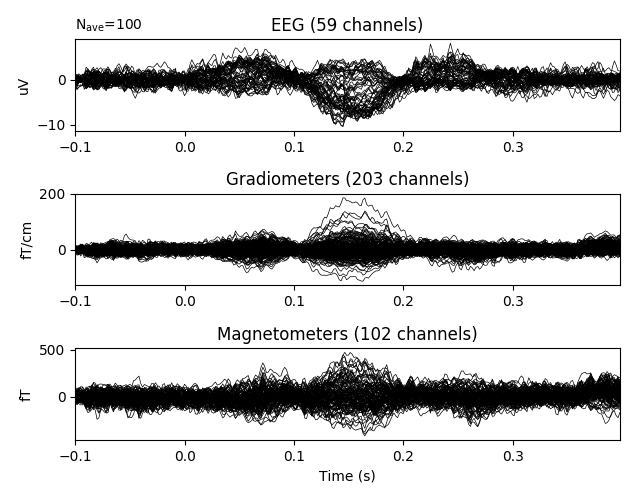 N_ave=100
EEG (59 channels)
uV
0
−10
−0.1 0.0 0.1 0.2 0.3
Gradiometers (203 channels)
fT/cm
200
0
−0.1 0.0 0.1 0.2 0.3
Magnetometers (102 channels)
fT
500
0
−0.1 0.0 0.1 0.2 0.3
Time (s)